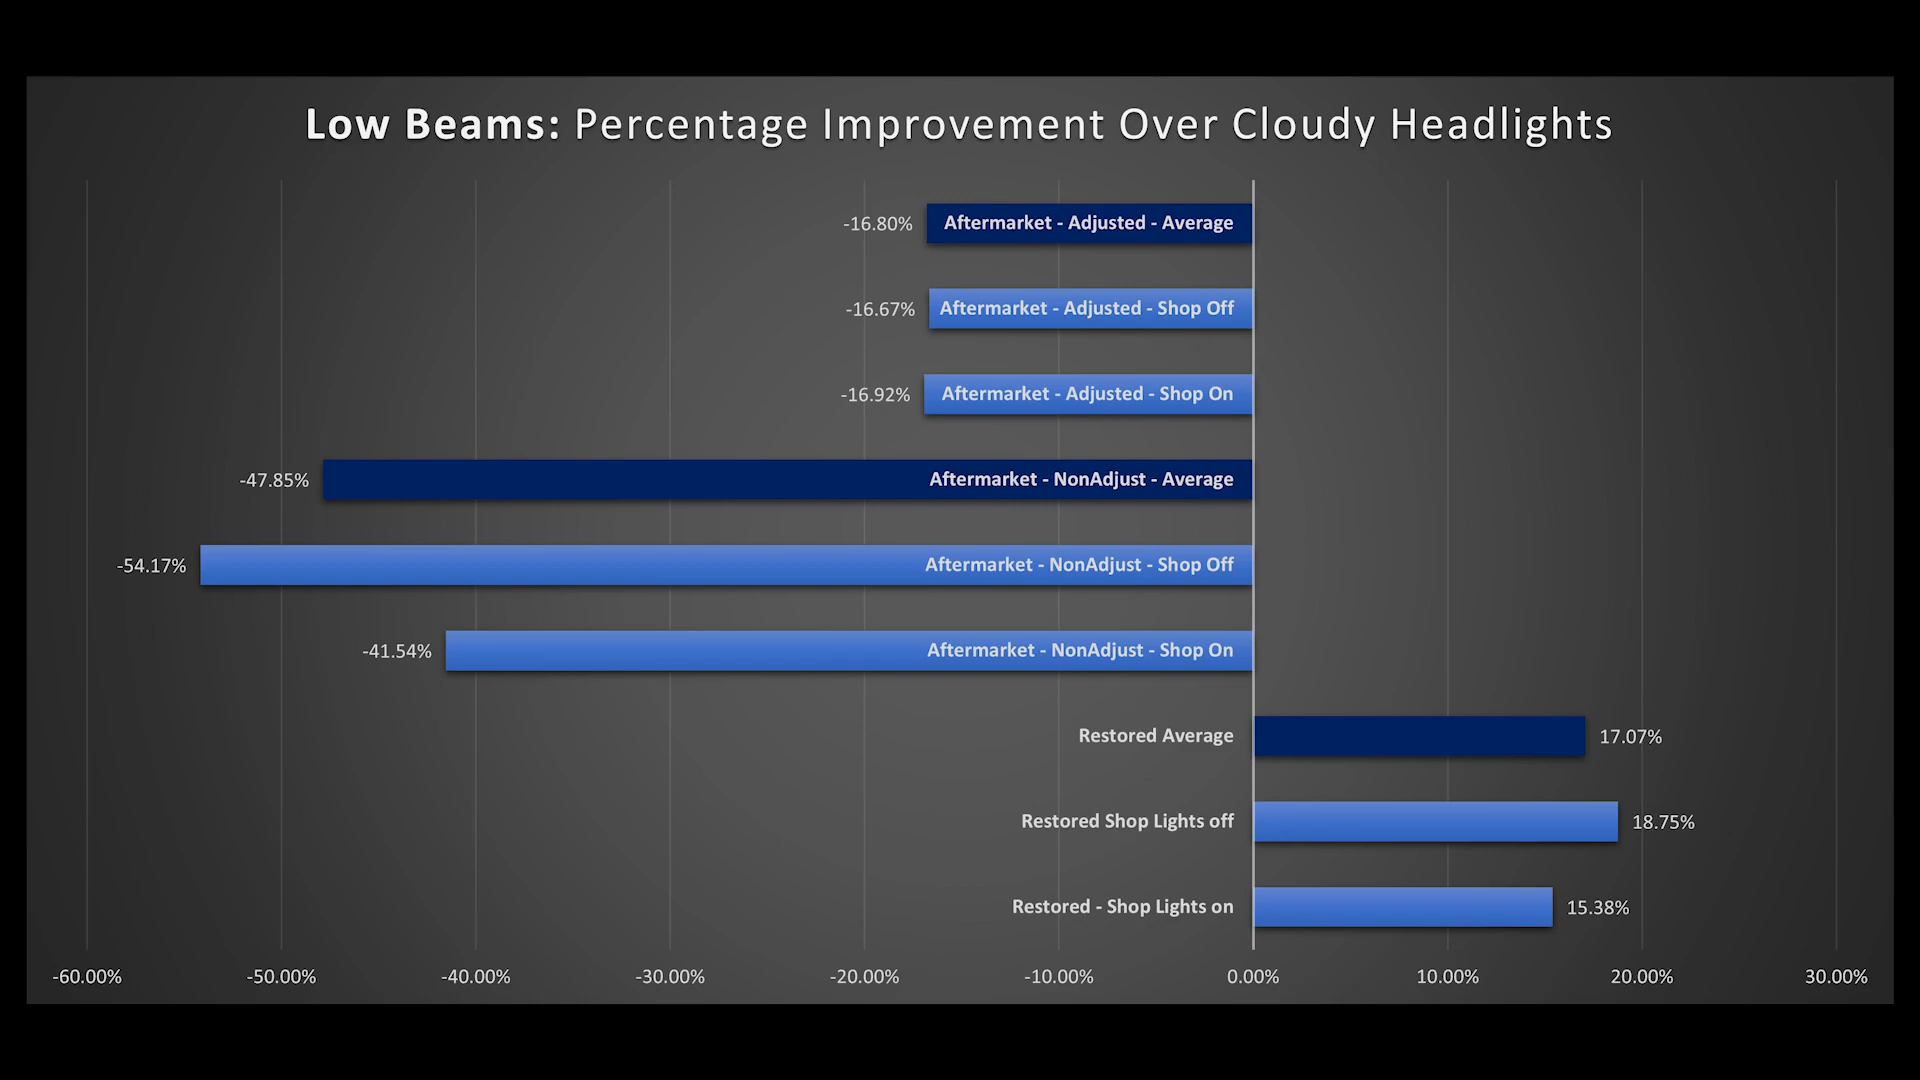 Low Beams: Percentage Improvement Over Cloudy Headlights
-16.80% Aftermarket - Adjusted - Average
-16.67% Aftermarket - Adjusted - Shop Off
-16.92% Aftermarket - Adjusted - Shop On
-47.85% Aftermarket - NonAdjust - Average
-54.17% Aftermarket - NonAdjust - Shop Off
-41.54% Aftermarket - NonAdjust - Shop On
Restored Average 17.07%
Restored Shop Lights off 18.75%
Restored - Shop Lights on 15.38%
-60.00% -50.00% -40.00% -30.00% -20.00% -10.00% 0.00% 10.00% 20.00% 30.00%